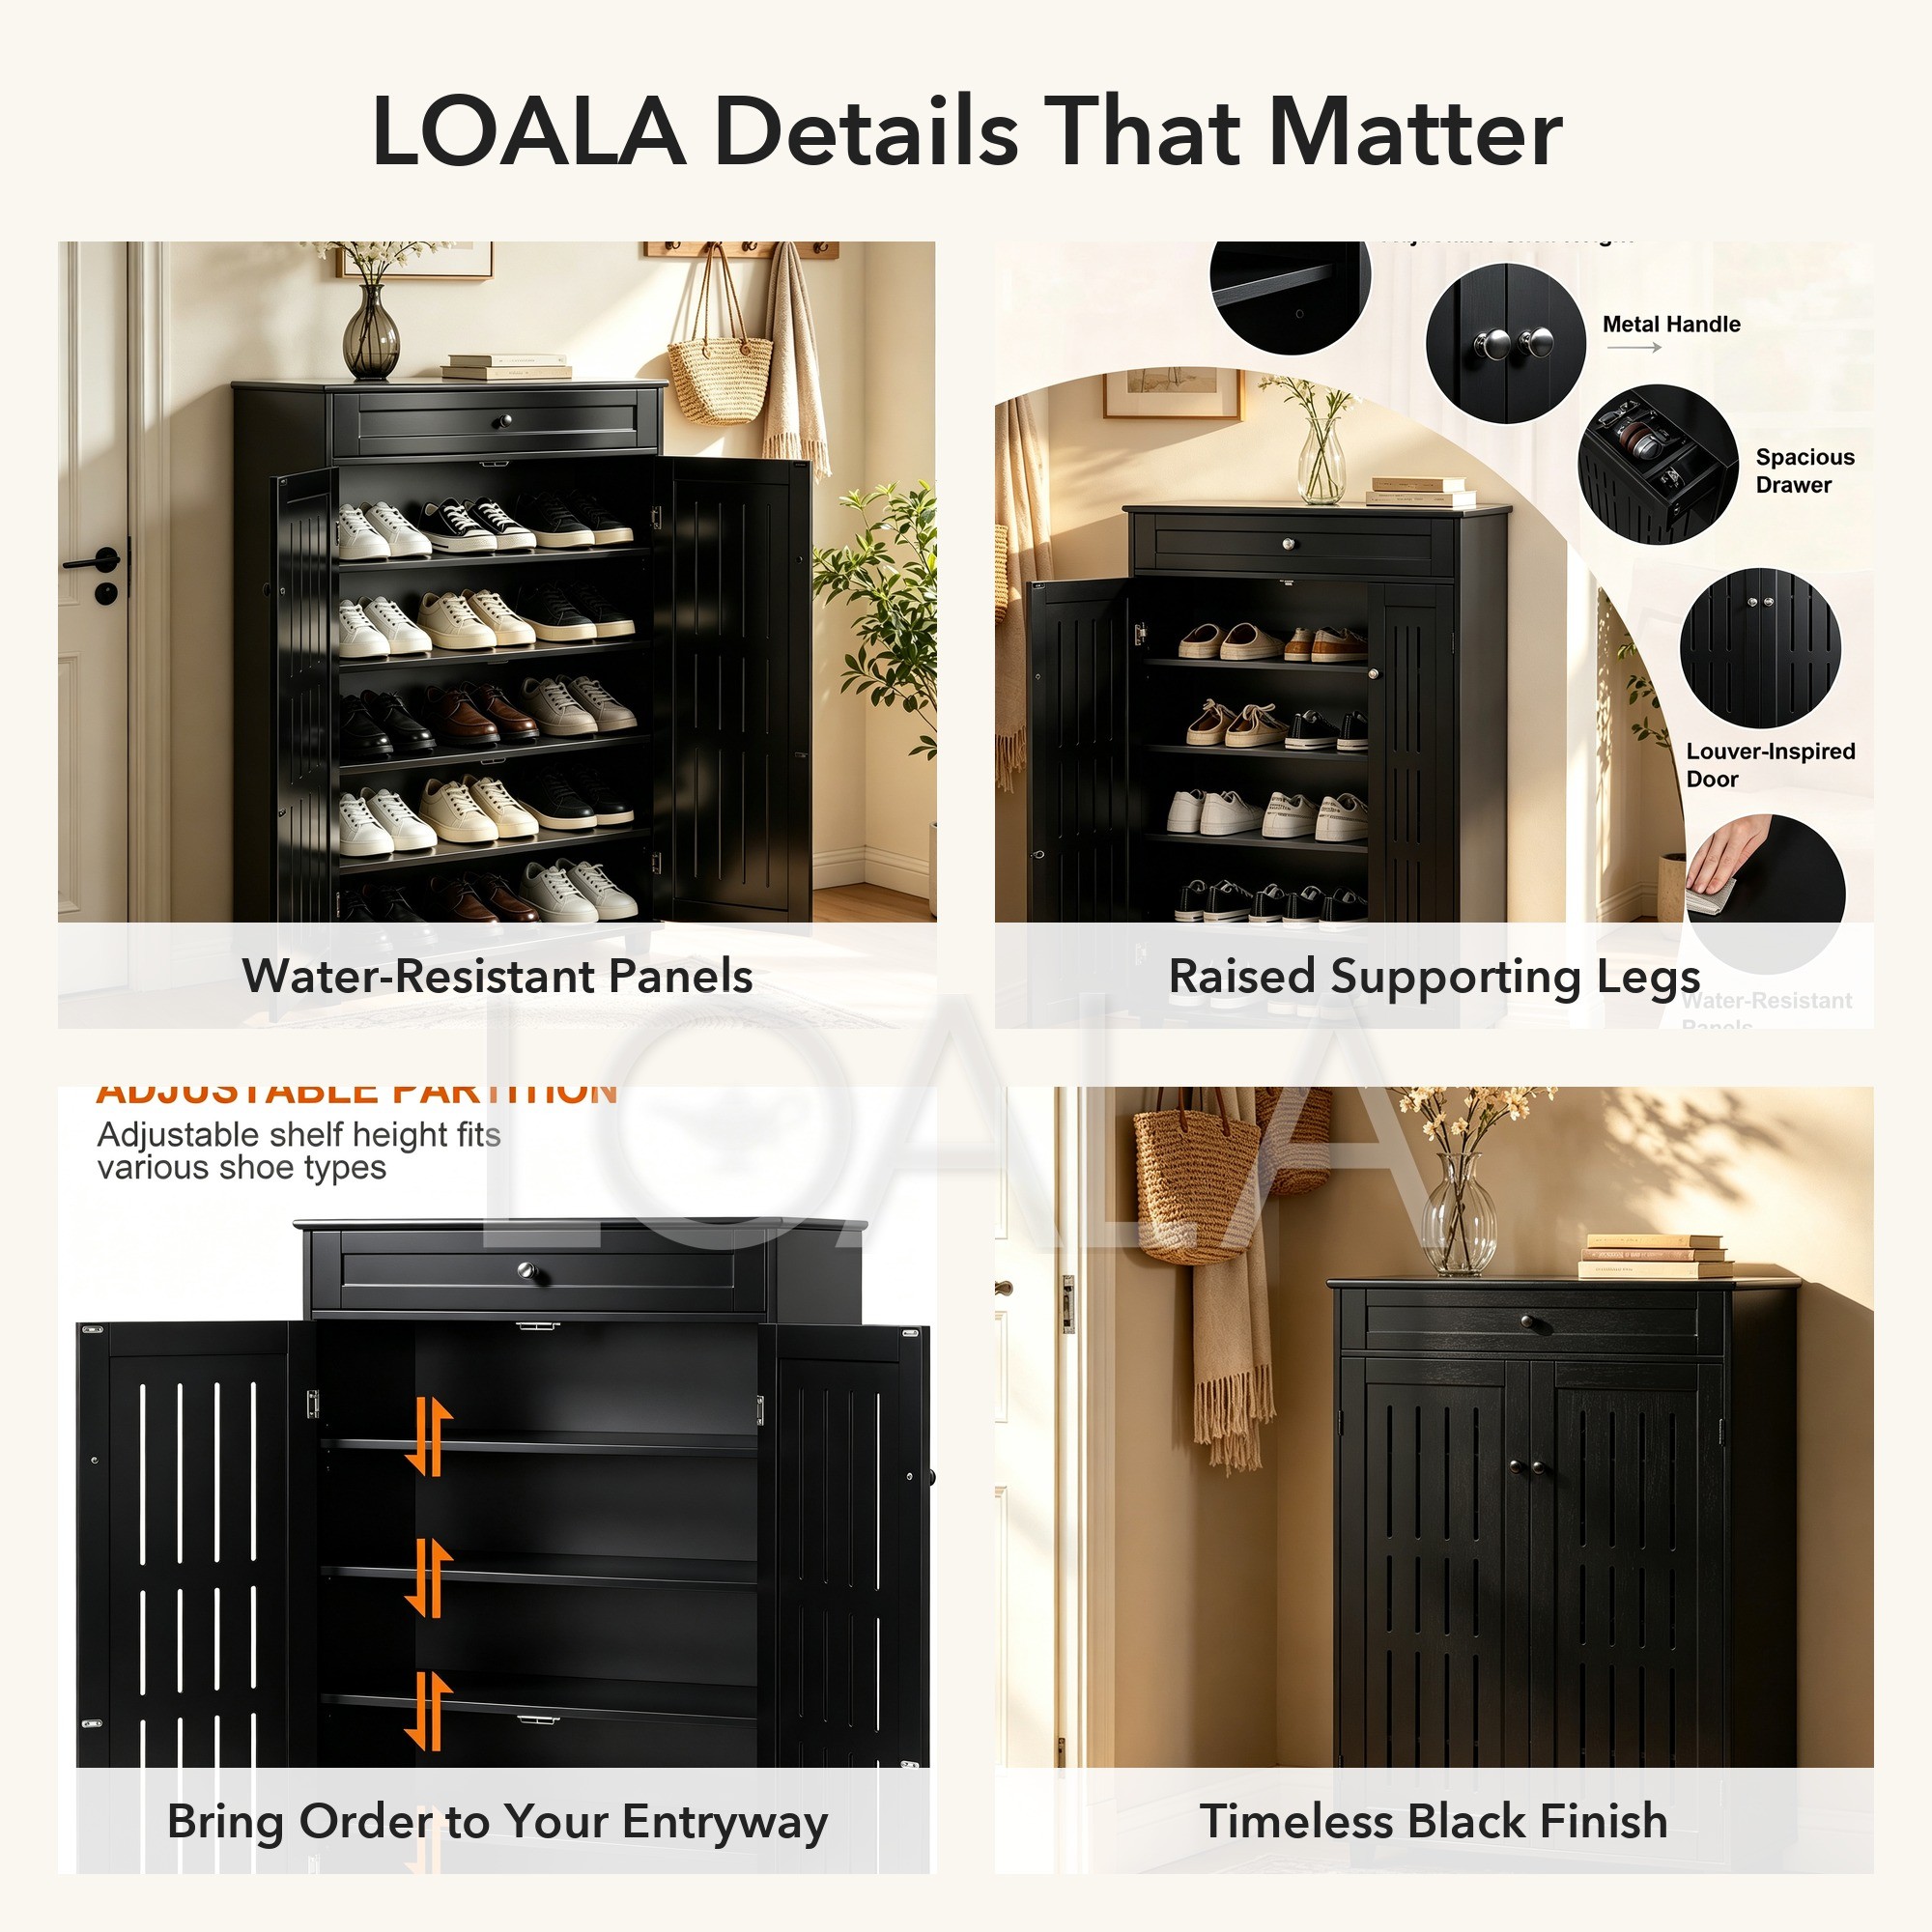 LOALA Details That Matter
Metal Handle
Spacious
Drawer
Louver-Inspired
Door
Water-Resistant Panels
Raised Supporting Legs
Water-Resistant
Panels
LOALA
ADJUSTABLE PARTITION
Adjustable shelf height fits
various shoe types
Bring Order to Your Entryway
Timeless Black Finish